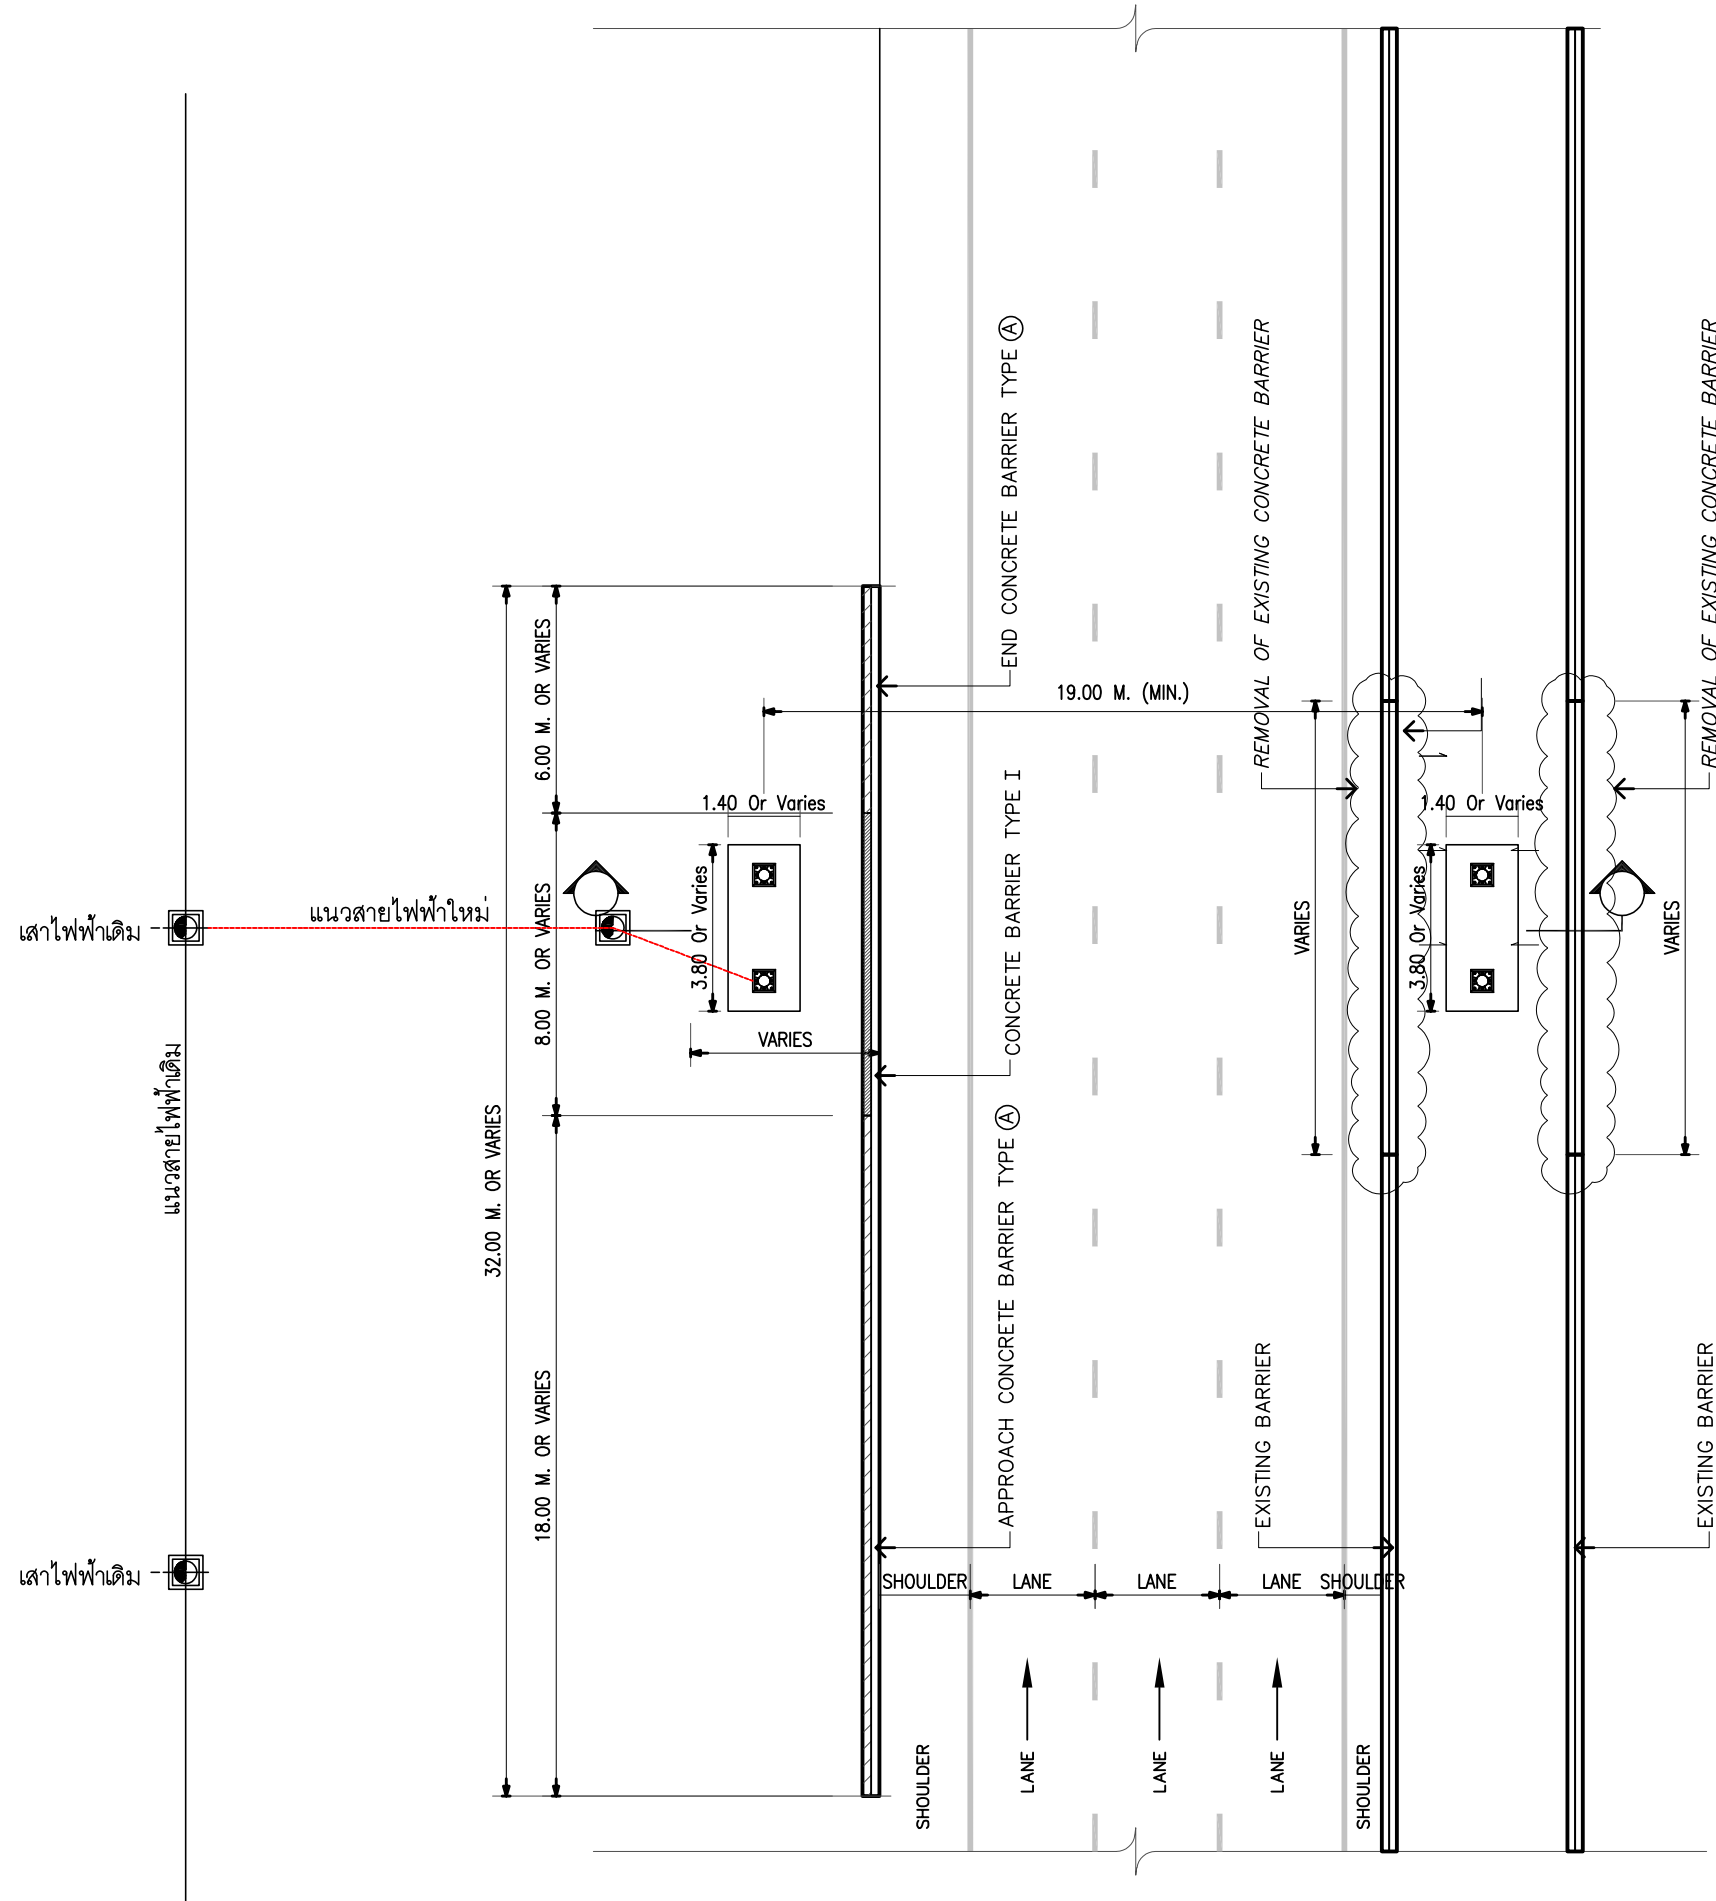 END CONCRETE BARRIER TYPE A
REMOVAL OF EXISTING CONCRETE BARRIER
REMOVAL OF EXISTING CONCRETE BARRIER
6.00 M. OR VARIES
19.00 M. (MIN.)
1.40 Or Varies
1.40 Or Varies
CONCRETE BARRIER TYPE I
เสาไฟฟ้าเดิม
แนวสายไฟฟ้าใหม่
8.00 M. OR VARIES
3.80 Or Varies
VARIES
3.80 Or Varies
VARIES
VARIES
แนวสายไฟฟ้าเดิม
32.00 M. OR VARIES
APPROACH CONCRETE BARRIER TYPE A
18.00 M. OR VARIES
EXISTING BARRIER
EXISTING BARRIER
เสาไฟฟ้าเดิม
SHOULDER LANE LANE LANE SHOULDER
SHOULDER
LANE
LANE
LANE
SHOULDER